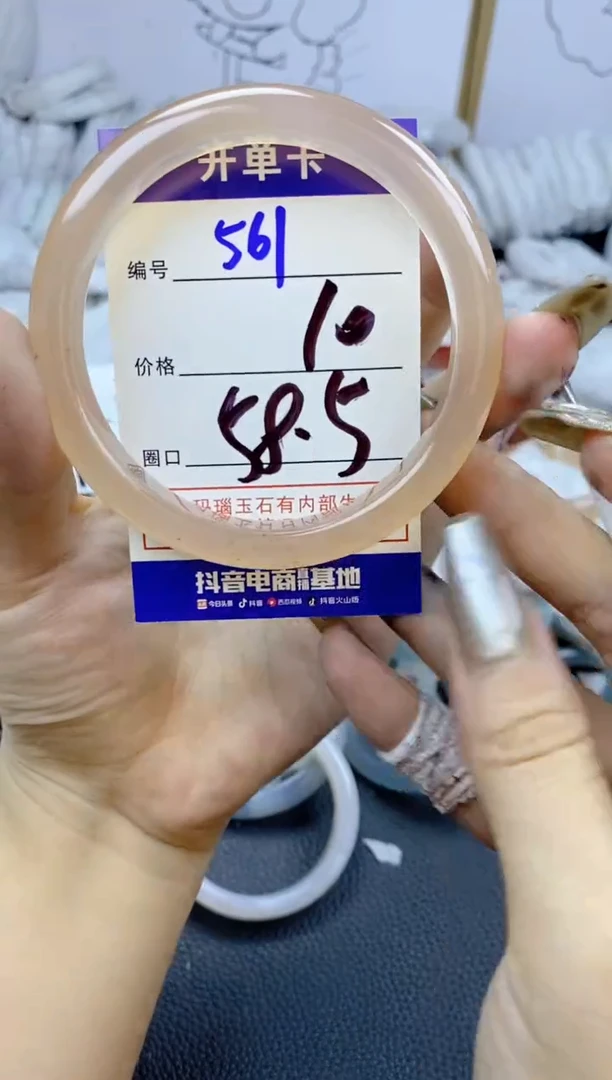 开单卡
编号 561
价格 10
圈口 58.5
玛瑙玉石有内部生
抖音电商直播基地
今日头条 抖音 西瓜视频 抖音火山版